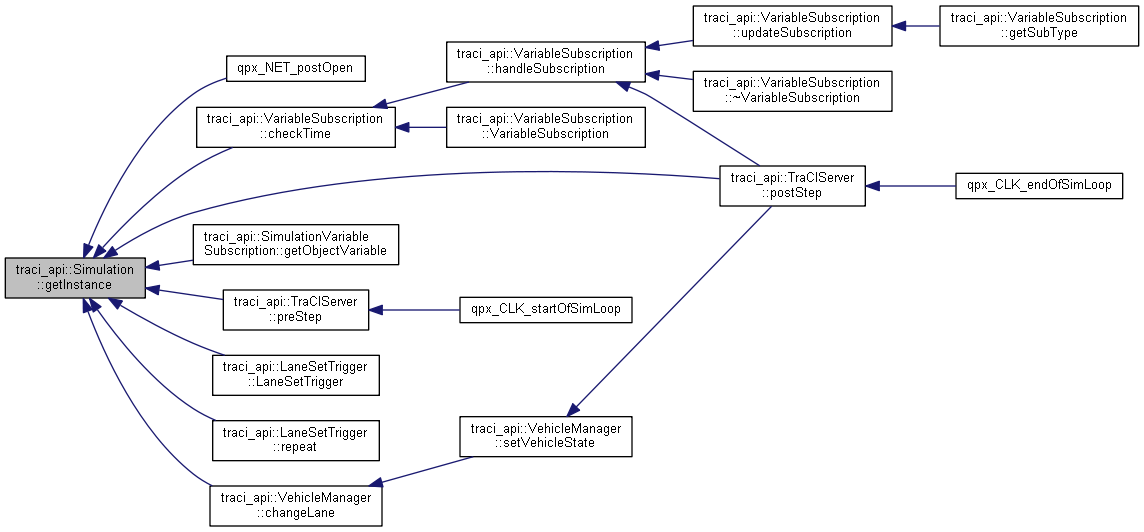 traci_api::VariableSubscription
::updateSubscription
traci_api::VariableSubscription
::getSubType
traci_api::VariableSubscription
::handleSubscription
qpx_NET_postOpen
traci_api::VariableSubscription
::~VariableSubscription
traci_api::VariableSubscription
::checkTime
traci_api::VariableSubscription
::VariableSubscription
traci_api::TraCIServer
::postStep
qpx_CLK_endOfSimLoop
traci_api::SimulationVariable
Subscription::getObjectVariable
traci_api::Simulation
::getInstance
traci_api::TraCIServer
::preStep
qpx_CLK_startOfSimLoop
traci_api::LaneSetTrigger
::LaneSetTrigger
traci_api::LaneSetTrigger
::repeat
traci_api::VehicleManager
::setVehicleState
traci_api::VehicleManager
::changeLane